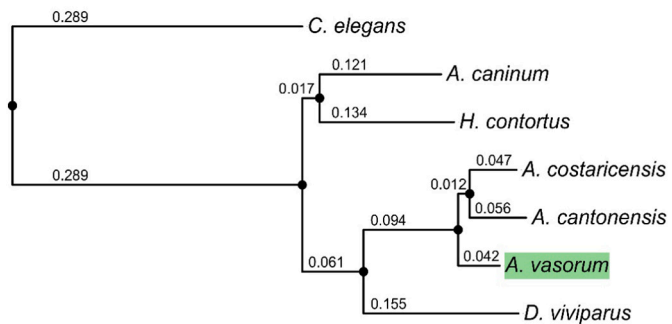 0.289
C. elegans
0.121
A. caninum
0.017
0.134
H. contortus
0.289
0.047
A. costaricensis
0.012
0.056
A. cantonensis
0.094
0.042
A. vasorum
0.061
0.155
D. viviparus